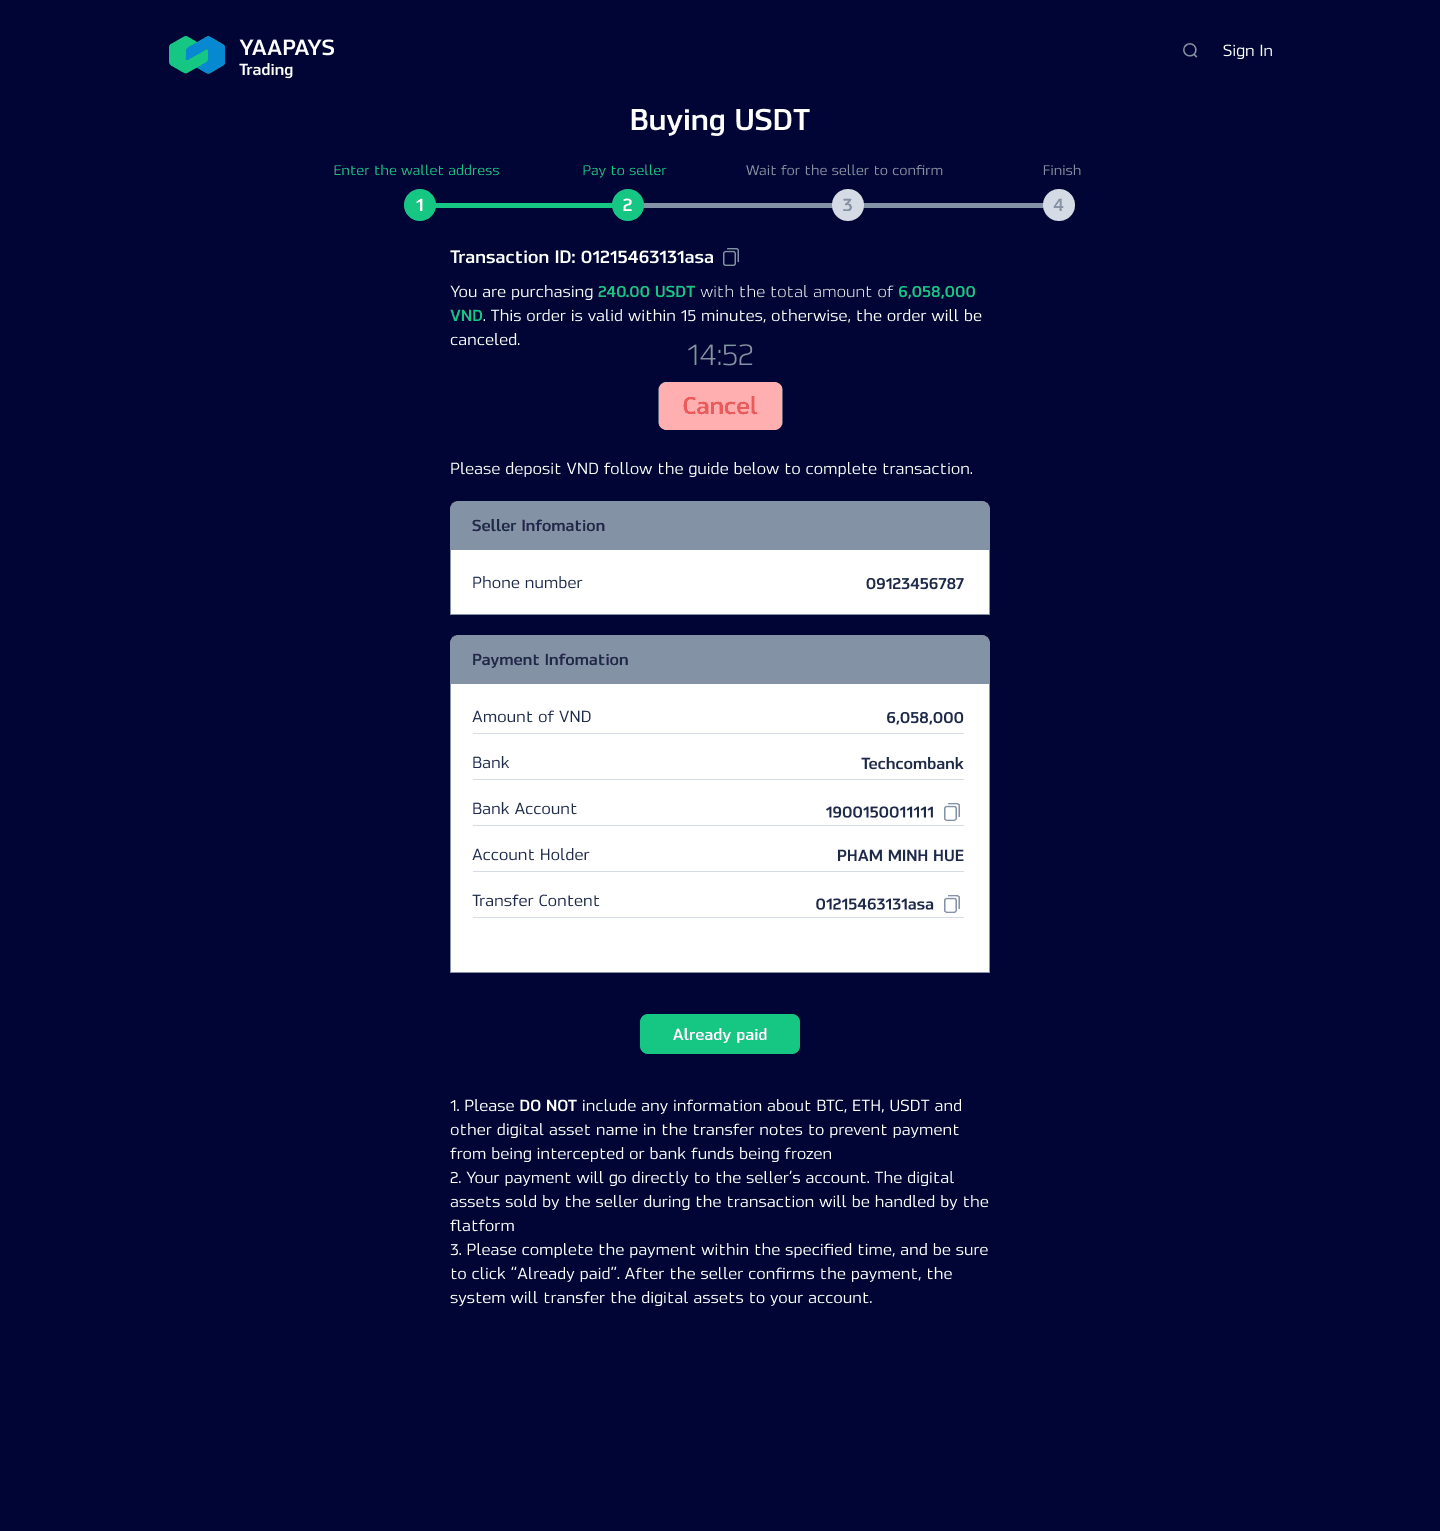 YAAPAYS
Trading
Sign In
Buying USDT
Enter the wallet address
Pay to seller
Wait for the seller to confirm
Finish
1
2
3
4
Transaction ID: 01215463131asa
You are purchasing 240.00 USDT with the total amount of 6,058,000
VND. This order is valid within 15 minutes, otherwise, the order will be
canceled.
14:52
Cancel
Please deposit VND follow the guide below to complete transaction.
Seller Infomation
Phone number 09123456787
Payment Infomation
Amount of VND 6,058,000
Bank Techcombank
Bank Account 1900150011111
Account Holder PHAM MINH HUE
Transfer Content 01215463131asa
Already paid
1. Please DO NOT include any information about BTC, ETH, USDT and
other digital asset name in the transfer notes to prevent payment
from being intercepted or bank funds being frozen
2. Your payment will go directly to the seller’s account. The digital
assets sold by the seller during the transaction will be handled by the
flatform
3. Please complete the payment within the specified time, and be sure
to click “Already paid”. After the seller confirms the payment, the
system will transfer the digital assets to your account.